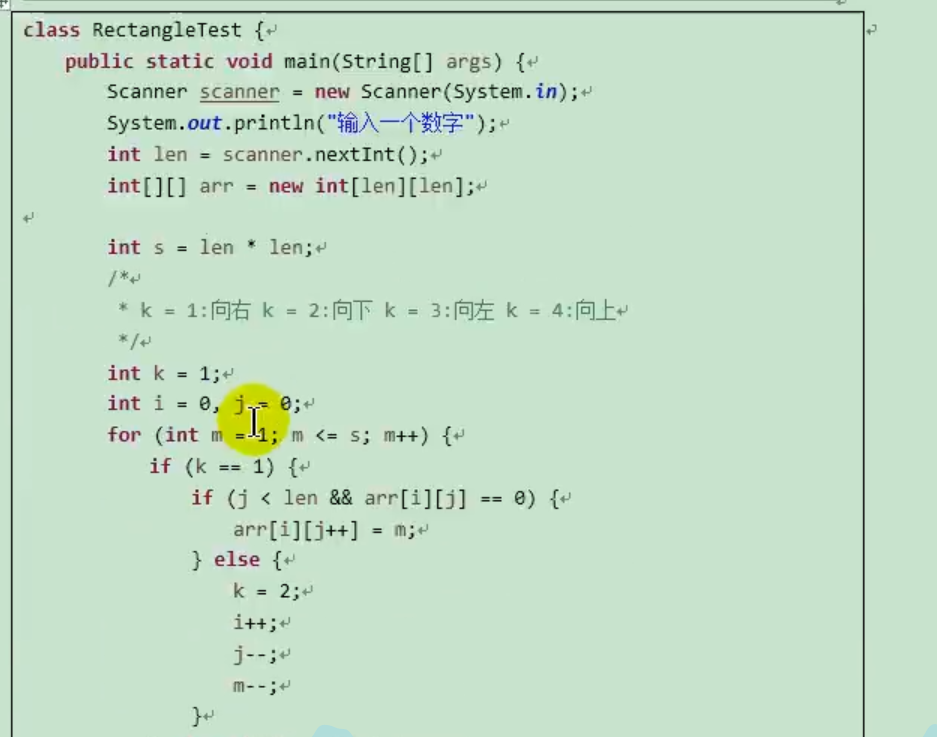 class RectangleTest {
public static void main(String[] args) {
Scanner scanner = new Scanner(System.in);
System.out.println("输入一个数字");
int len = scanner.nextInt();
int[][] arr = new int[len][len];
int s = len * len;
/*
* k = 1:向右 k = 2:向下 k = 3:向左 k = 4:向上
*/
int k = 1;
int i = 0, j = 0;
for (int m = 1; m <= s; m++) {
if (k == 1) {
if (j < len && arr[i][j] == 0) {
arr[i][j++] = m;
} else {
k = 2;
i++;
j--;
m--;
}